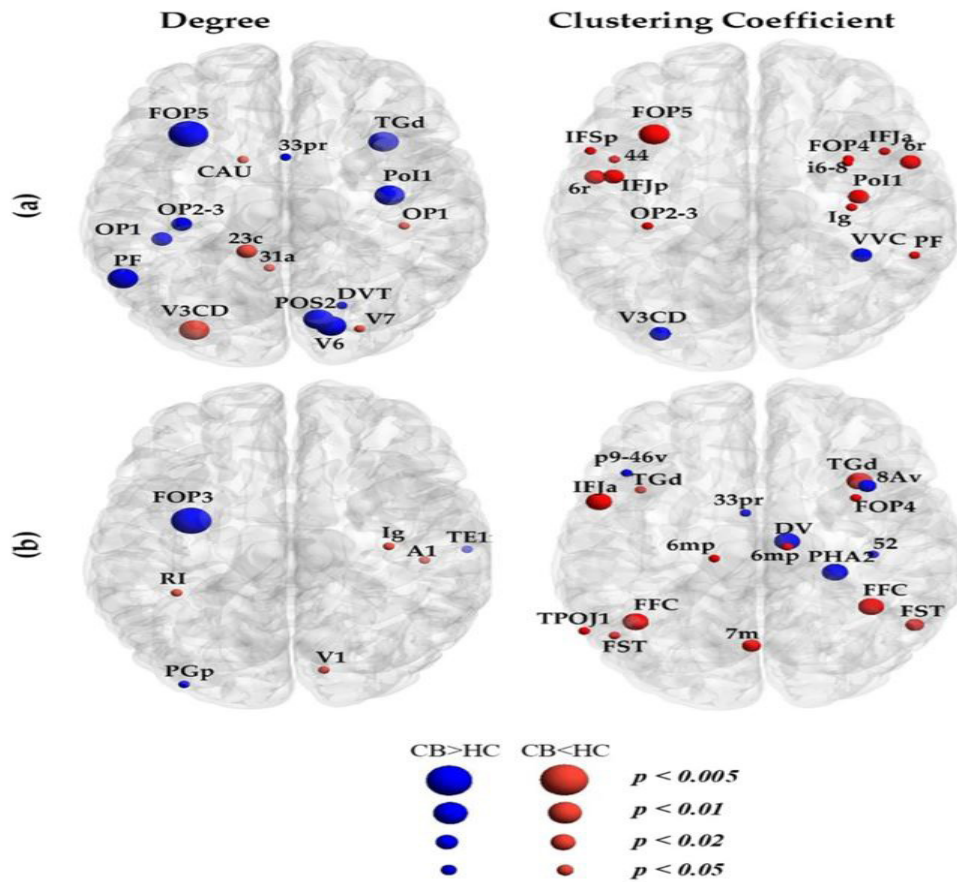 Degree
Clustering Coefficient
(a)
FOP5
TGd
33pr
CAU
PoI1
OP2-3
OP1
OP1
23c
PF
31a
DVT
POS2
V3CD
V7
V6
FOP5
IFSp
44
FOP4
IFJa
6r
i6-8
6r
IFJp
PoI1
OP2-3
Ig
VVC
PF
V3CD
(b)
FOP3
Ig
A1
TE1
RI
PGp
V1
p9-46v
TGd
IFJa
33pr
TGd
8Av
FOP4
DV
52
6mp
6mp
PHA2
FFC
FFC
TPOJ1
FST
FST
7m
CB>HC CB<HC
p < 0.005
p < 0.01
p < 0.02
p < 0.05